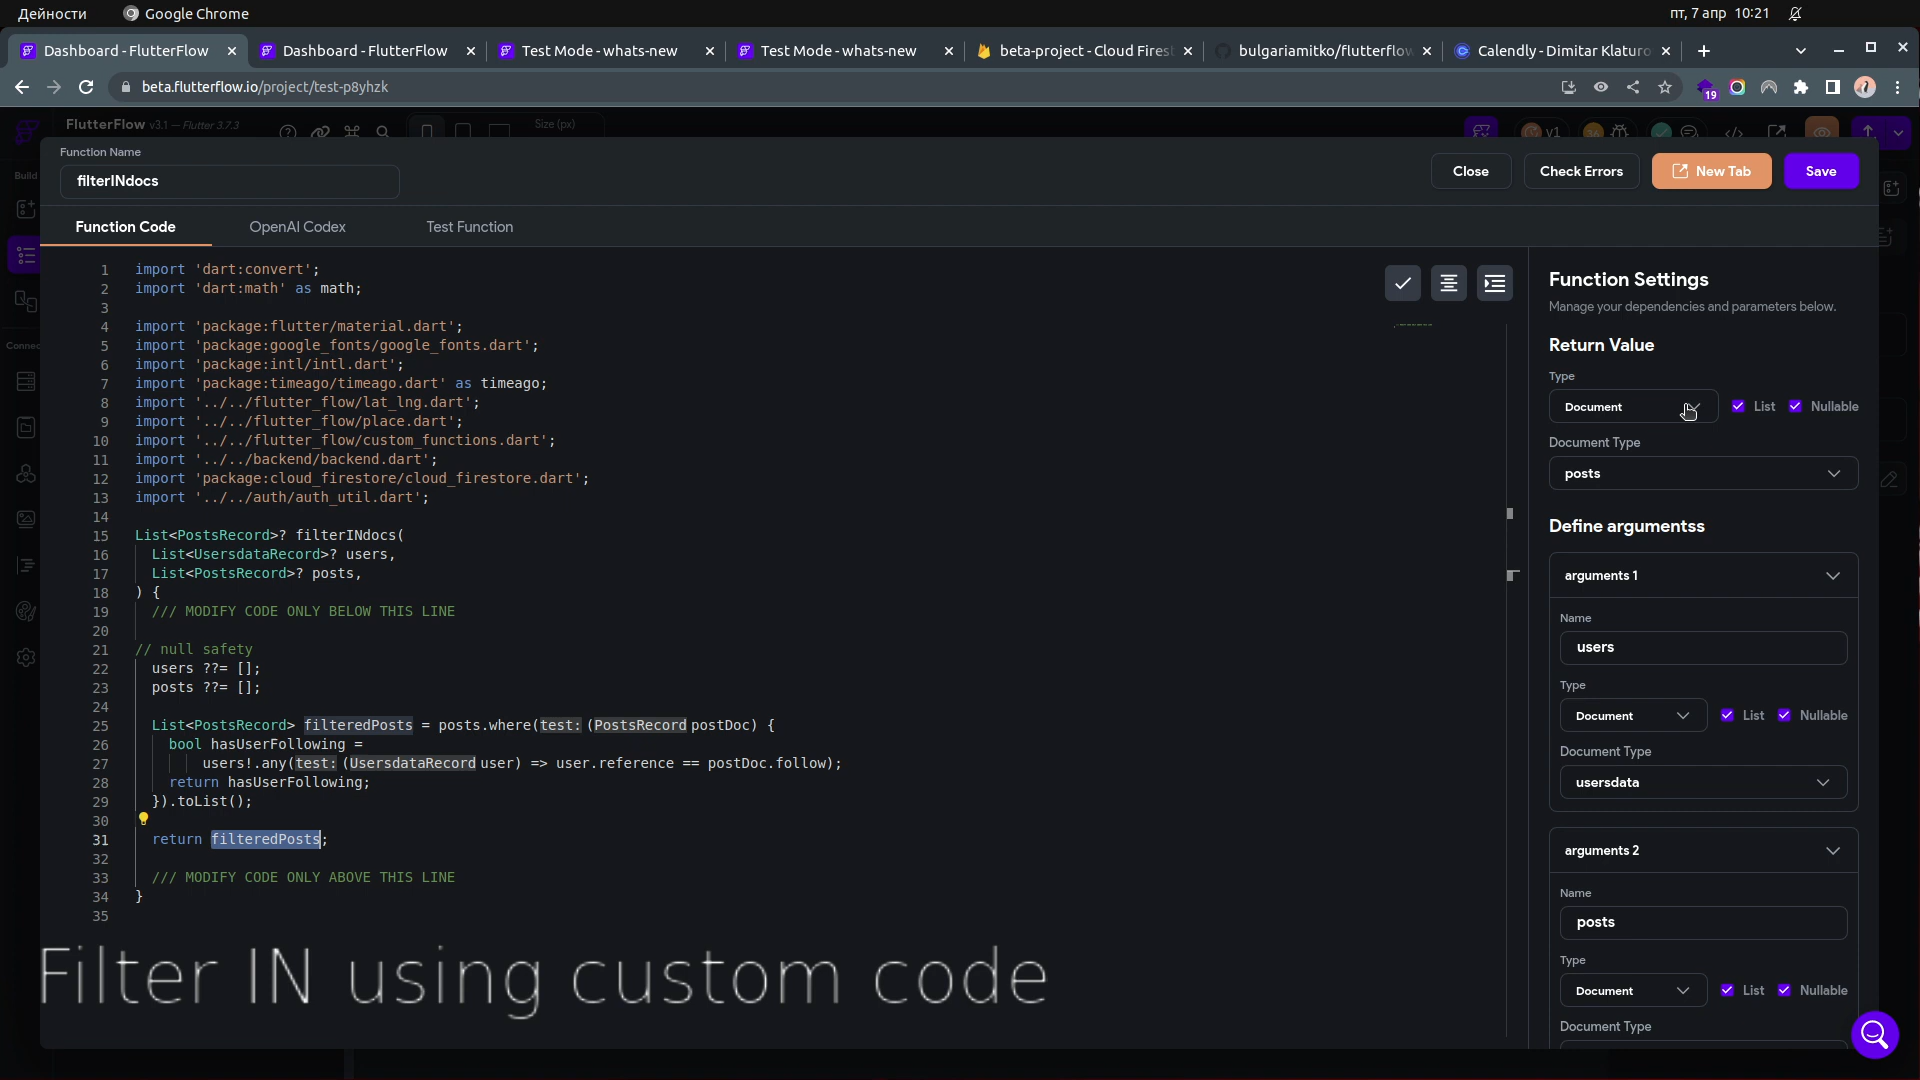 Дейности
Google Chrome
пт, 7 апр 10:21
Dashboard - FlutterFlow
Dashboard - FlutterFlow
Test Mode - whats-new
Test Mode - whats-new
beta-project - Cloud Firest
bulgariamitko/flutterflow
Calendly - Dimitar Klaturo
beta.flutterflow.io/project/test-p8yhzk
19
FlutterFlow v3.1 — Flutter 3.7.3
Size (px)
v1
Build
Connec
Function Name
filterINdocs
Close
Check Errors
New Tab
Save
Function Code
OpenAI Codex
Test Function
1 import 'dart:convert';
2 import 'dart:math' as math;
3
4 import 'package:flutter/material.dart';
5 import 'package:google_fonts/google_fonts.dart';
6 import 'package:intl/intl.dart';
7 import 'package:timeago/timeago.dart' as timeago;
8 import '../../flutter_flow/lat_lng.dart';
9 import '../../flutter_flow/place.dart';
10 import '../../flutter_flow/custom_functions.dart';
11 import '../../backend/backend.dart';
12 import 'package:cloud_firestore/cloud_firestore.dart';
13 import '../../auth/auth_util.dart';
14
15 List<PostsRecord>? filterINdocs(
16 List<UsersdataRecord>? users,
17 List<PostsRecord>? posts,
18 ) {
19 /// MODIFY CODE ONLY BELOW THIS LINE
20
21 // null safety
22 users ??= [];
23 posts ??= [];
24
25 List<PostsRecord> filteredPosts = posts.where(test: (PostsRecord postDoc) {
26 bool hasUserFollowing =
27 users!.any(test: (UsersdataRecord user) => user.reference == postDoc.follow);
28 return hasUserFollowing;
29 }).toList();
30
31 return filteredPosts;
32
33 /// MODIFY CODE ONLY ABOVE THIS LINE
34 }
35
Function Settings
Manage your dependencies and parameters below.
Return Value
Type
Document
List
Nullable
Document Type
posts
Define argumentss
arguments 1
Name
users
Type
Document
List
Nullable
Document Type
usersdata
arguments 2
Name
posts
Type
Document
List
Nullable
Document Type
Filter IN using custom code